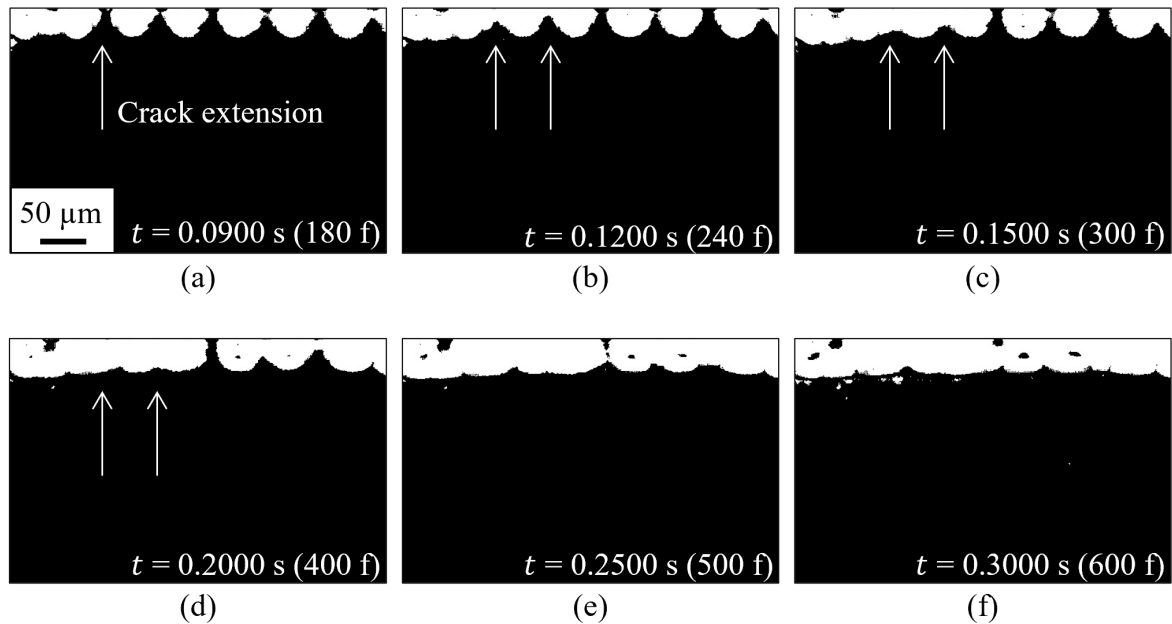 Crack extension
50 µm
t = 0.0900 s (180 f)
t = 0.1200 s (240 f)
t = 0.1500 s (300 f)
(a)
(b)
(c)
t = 0.2000 s (400 f)
t = 0.2500 s (500 f)
t = 0.3000 s (600 f)
(d)
(e)
(f)